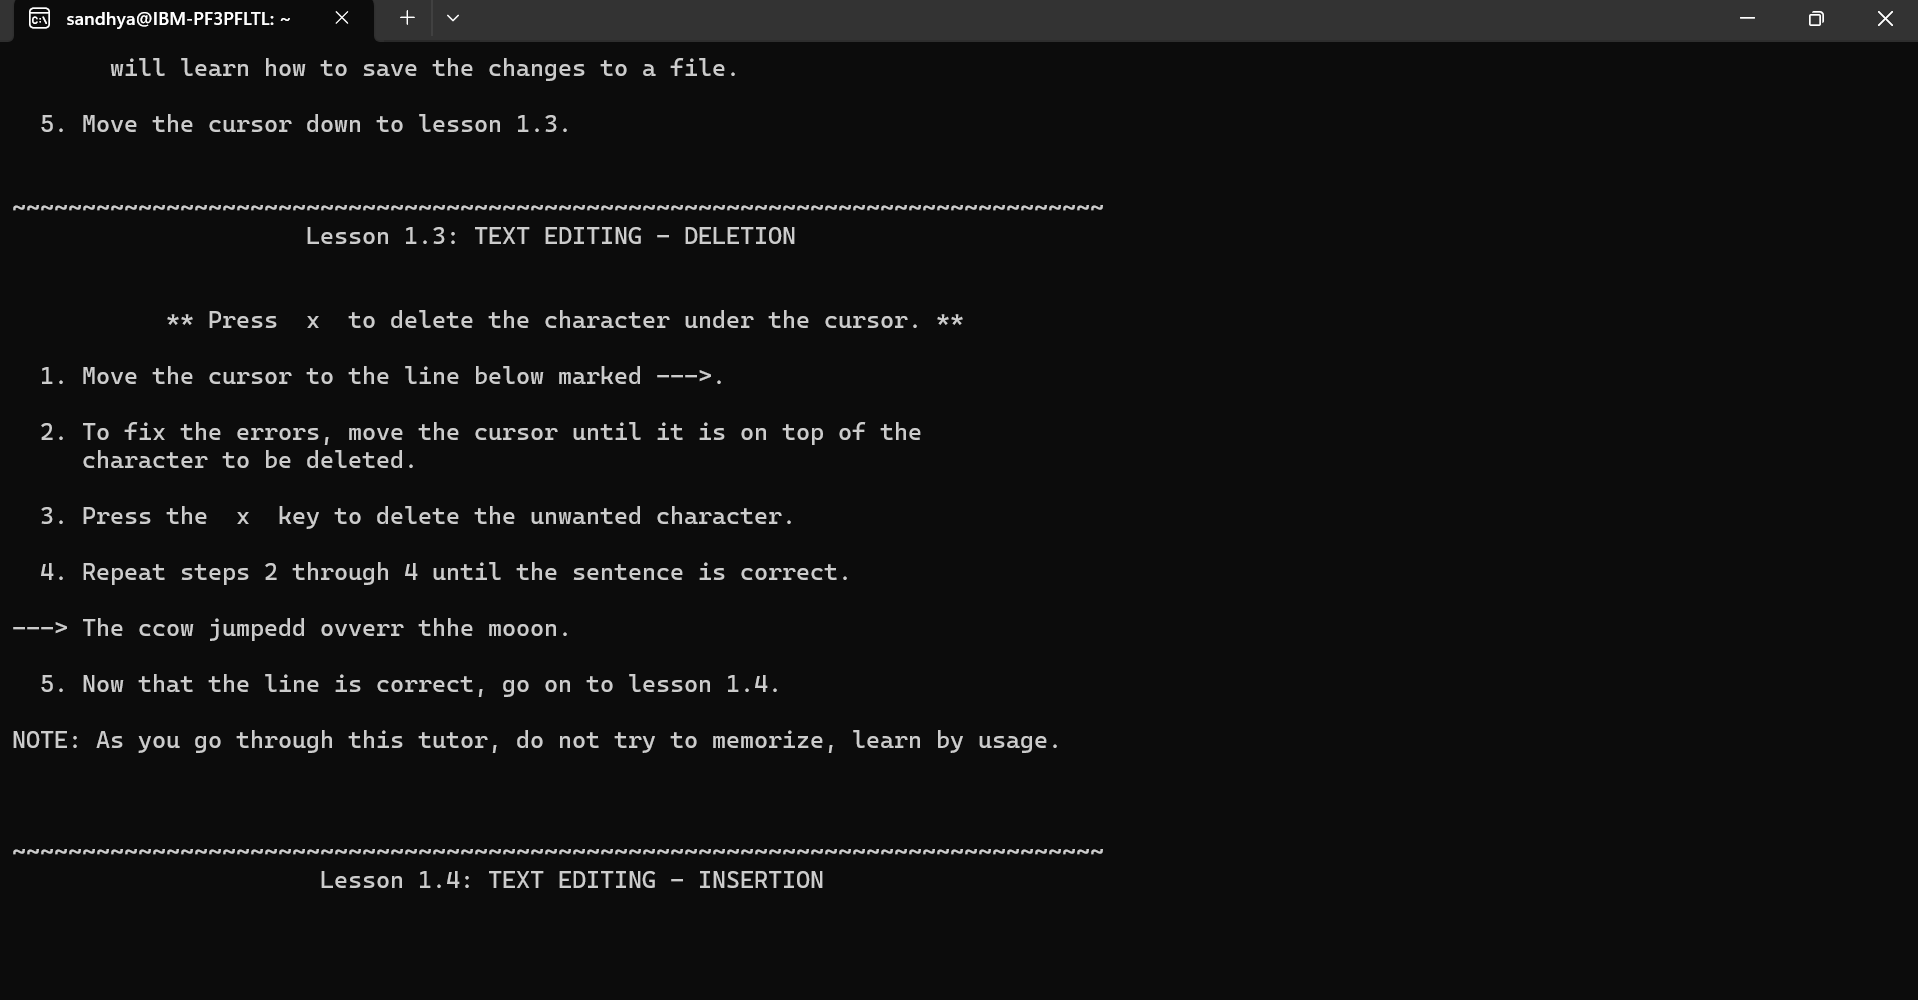 sandhya@IBM-PF3PFLTL: ~
will learn how to save the changes to a file.
5. Move the cursor down to lesson 1.3.
~~~~~~~~~~~~~~~~~~~~~~~~~~~~~~~~~~~~~~~~~~~~~~~~~~~~~~~~~~~~~~~~~~~~~~~~~~~~~~
Lesson 1.3: TEXT EDITING - DELETION
** Press  x  to delete the character under the cursor. **
1. Move the cursor to the line below marked --->.
2. To fix the errors, move the cursor until it is on top of the
character to be deleted.
3. Press the  x  key to delete the unwanted character.
4. Repeat steps 2 through 4 until the sentence is correct.
---> The ccow jumpedd ovverr thhe mooon.
5. Now that the line is correct, go on to lesson 1.4.
NOTE: As you go through this tutor, do not try to memorize, learn by usage.
~~~~~~~~~~~~~~~~~~~~~~~~~~~~~~~~~~~~~~~~~~~~~~~~~~~~~~~~~~~~~~~~~~~~~~~~~~~~~~
Lesson 1.4: TEXT EDITING - INSERTION